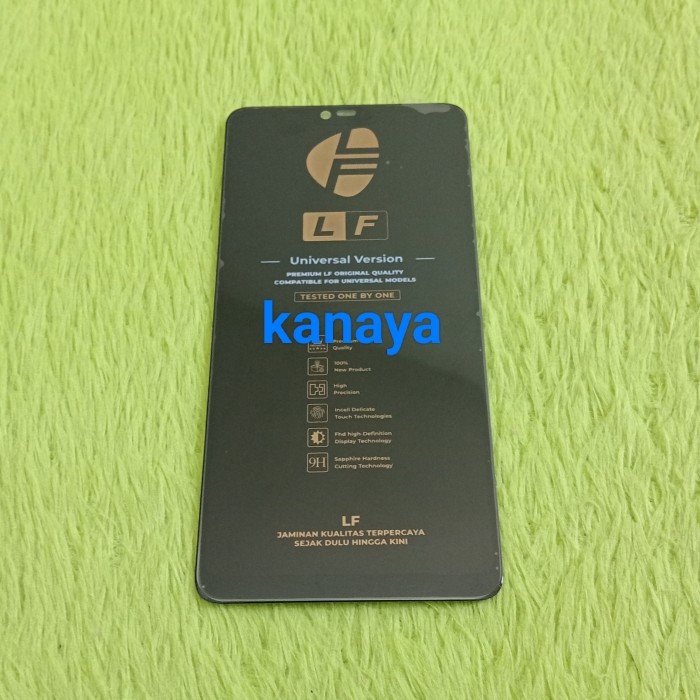 LF
Universal Version
PREMIUM LF ORIGINAL QUALITY
COMPATIBLE FOR UNIVERSAL MODELS
TESTED ONE BY ONE
kanaya
Quality
100%
New Product
High
Precision
Incell Delicate
Touch Technologies
Fhd high-Definition
Display Technology
9H
Sapphire Hardness
Cutting Technology
LF
JAMINAN KUALITAS TERPERCAYA
SEJAK DULU HINGGA KINI